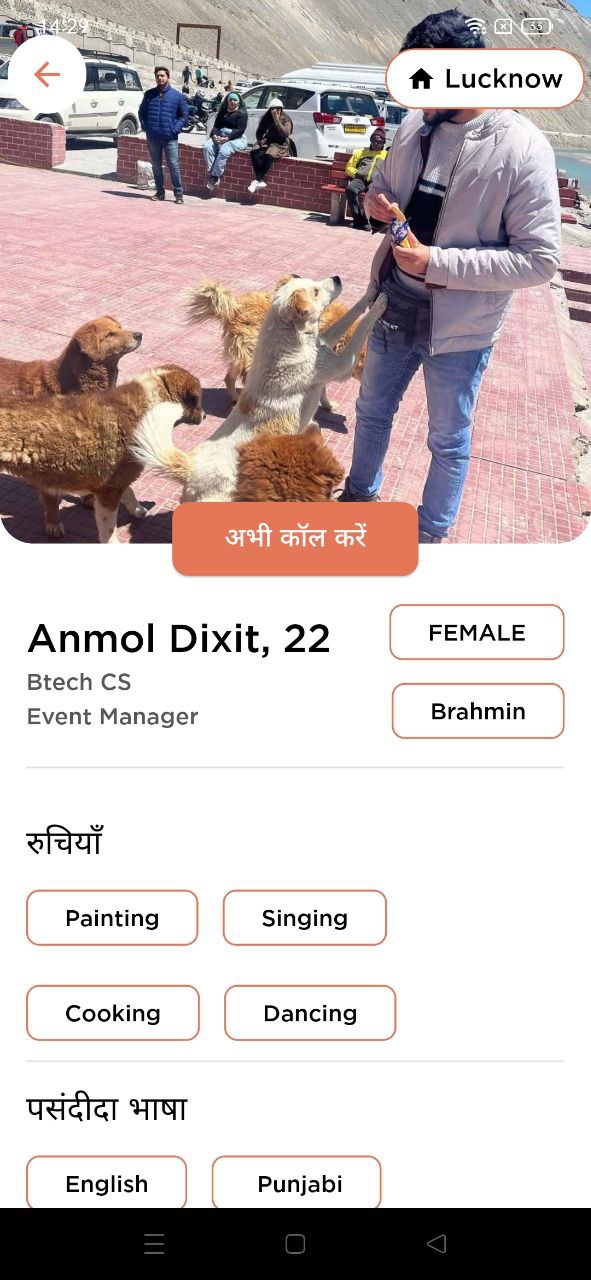 14:29
33
Lucknow
अभी कॉल करें
Anmol Dixit, 22
FEMALE
Btech CS
Event Manager
Brahmin
रुचियाँ
Painting
Singing
Cooking
Dancing
पसंदीदा भाषा
English
Punjabi